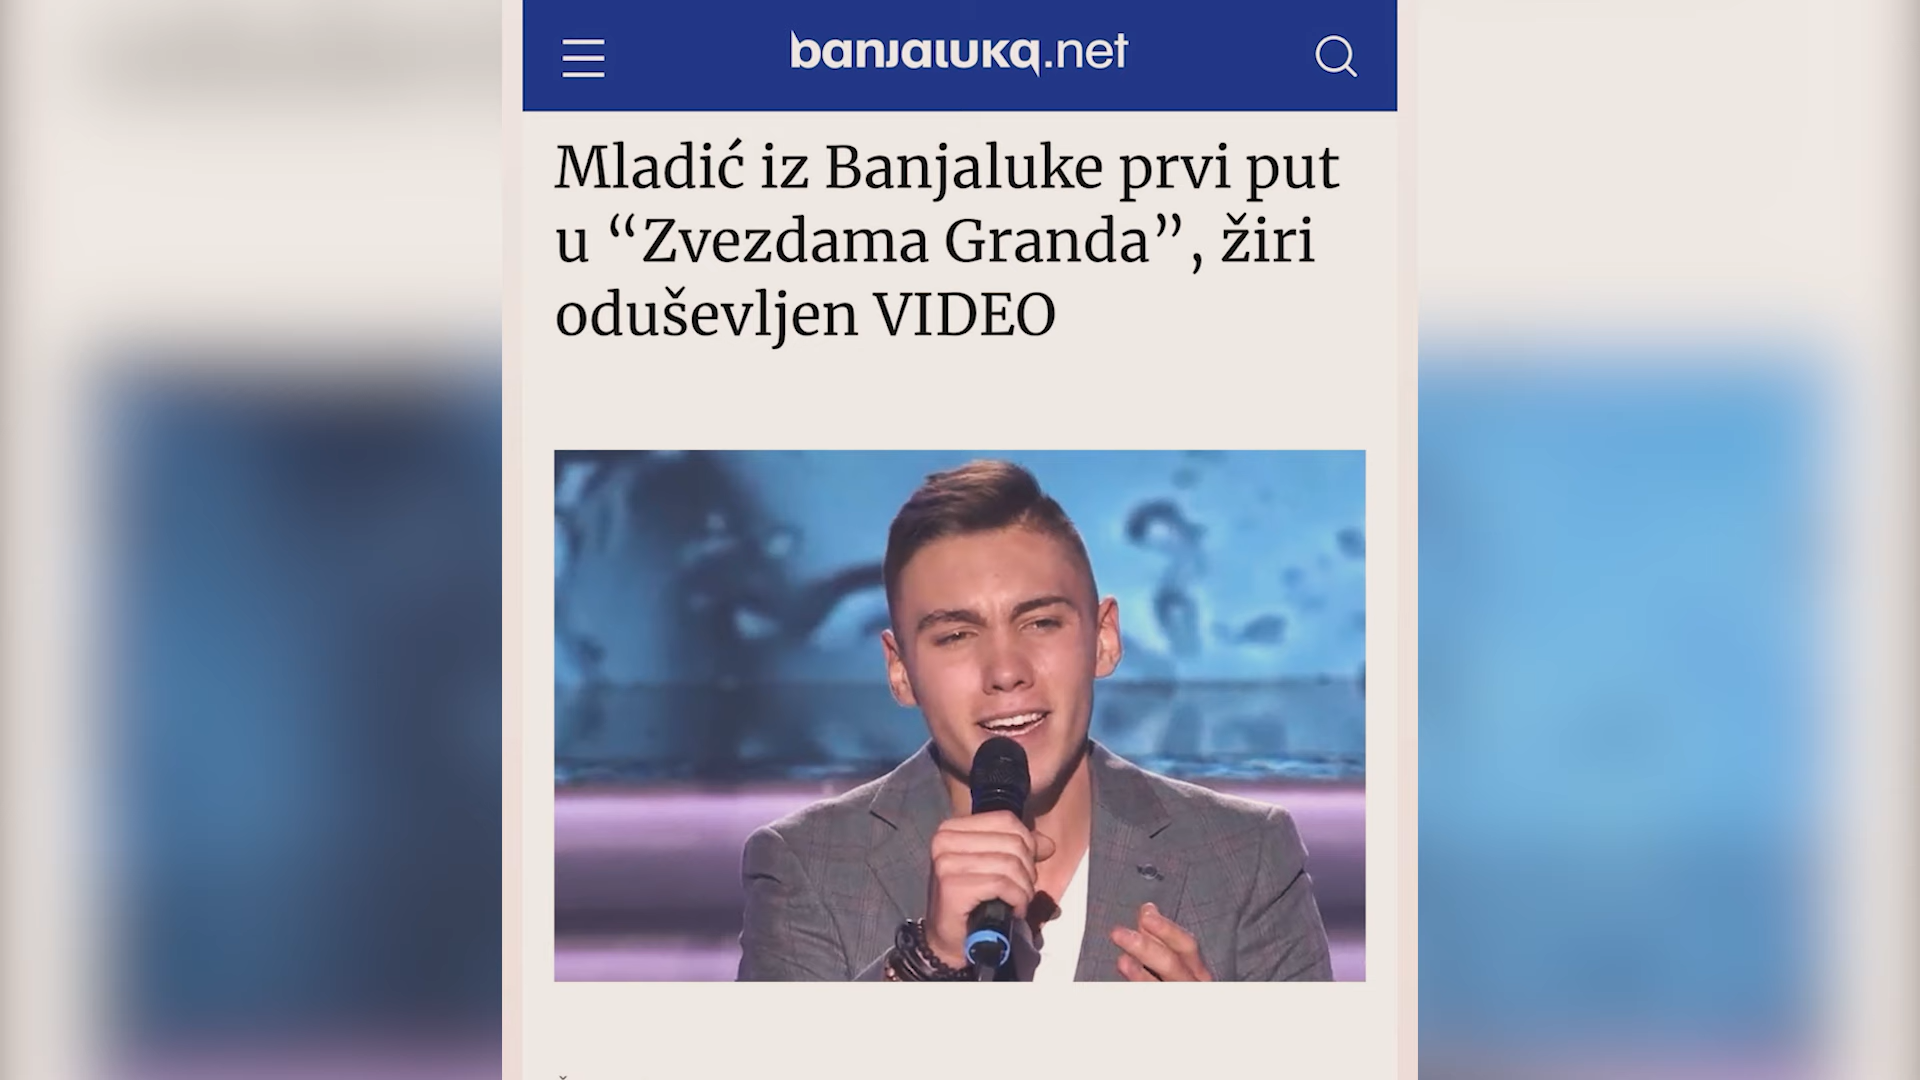 banjaluka.net
Mladić iz Banjaluke prvi put
u “Zvezdama Granda”, žiri
oduševljen VIDEO